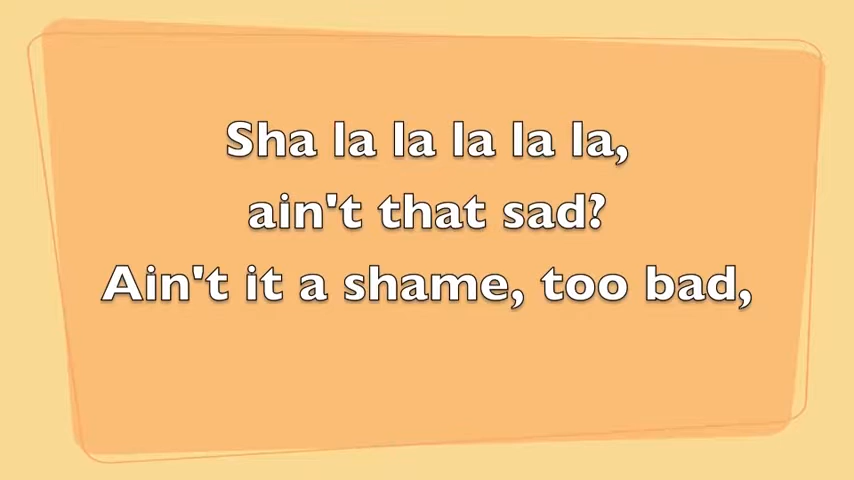 Sha la la la la la,
ain't that sad?
Ain't it a shame, too bad,